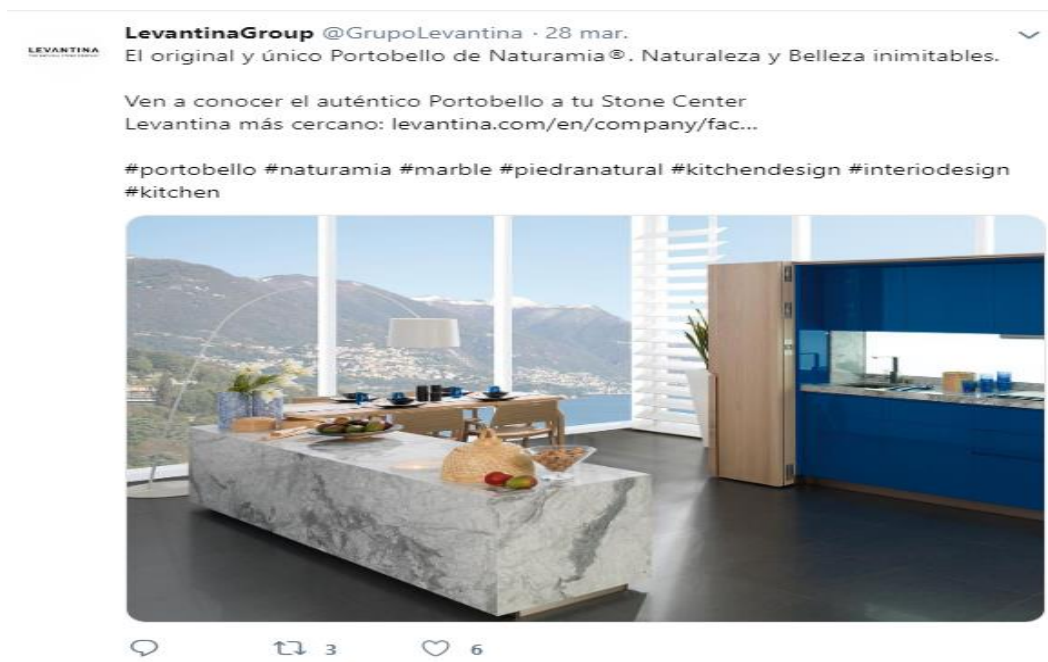 LevantinaGroup @GrupoLevantina · 28 mar.
LEVANTINA
El original y único Portobello de Naturamia®. Naturaleza y Belleza inimitables.
Ven a conocer el auténtico Portobello a tu Stone Center
Levantina más cercano: levantina.com/en/company/fac...
#portobello #naturamia #marble #piedranatural #kitchendesign #interiodesign
#kitchen
3 6